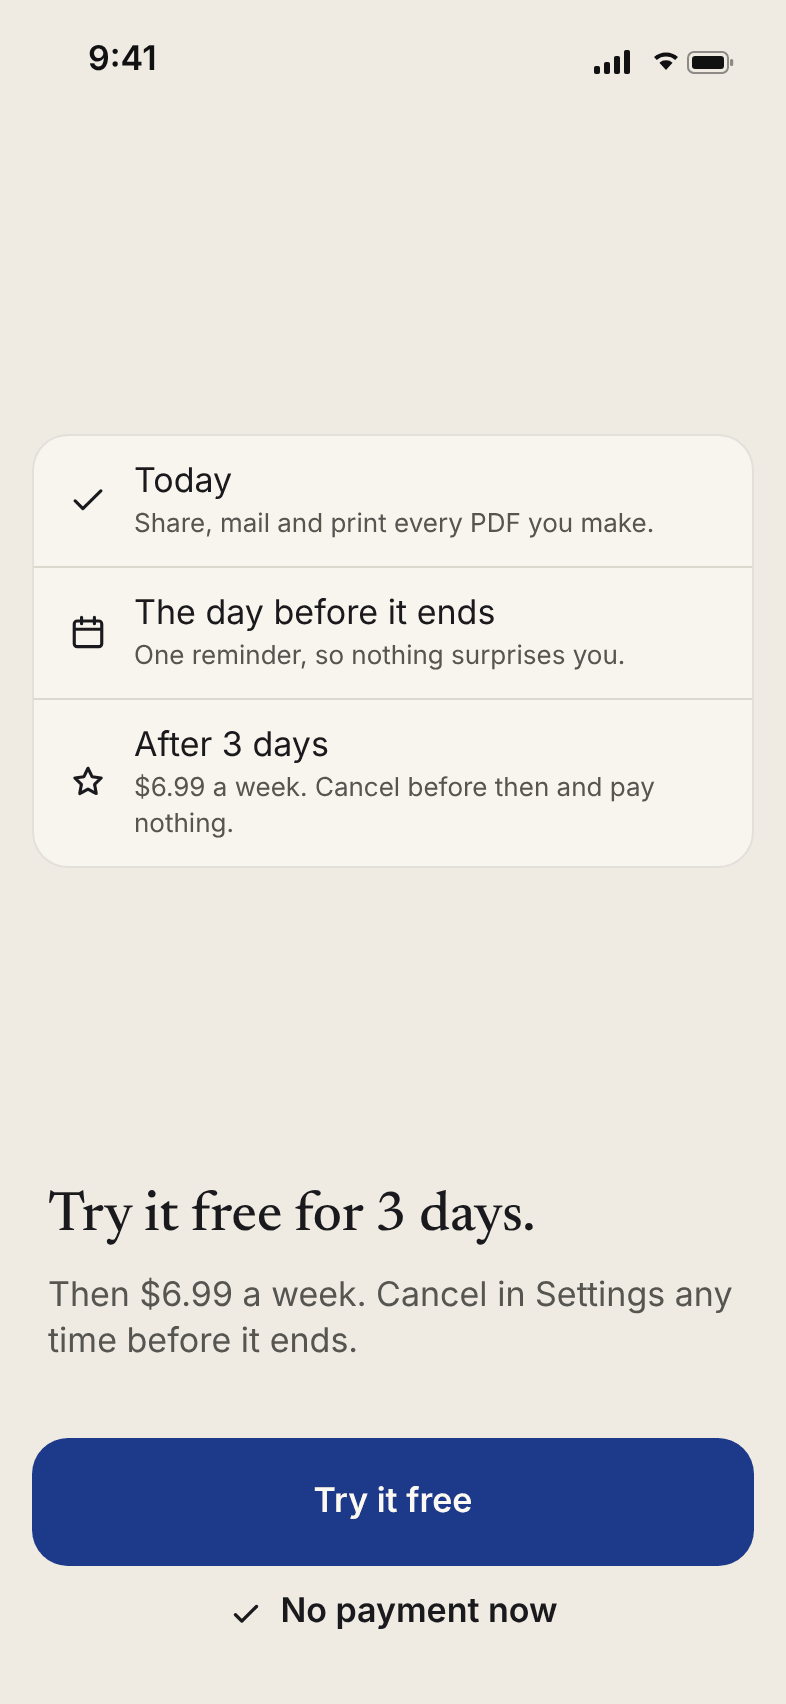 9:41
Today
Share, mail and print every PDF you make.
The day before it ends
One reminder, so nothing surprises you.
After 3 days
$6.99 a week. Cancel before then and pay
nothing.
Try it free for 3 days.
Then $6.99 a week. Cancel in Settings any
time before it ends.
Try it free
No payment now